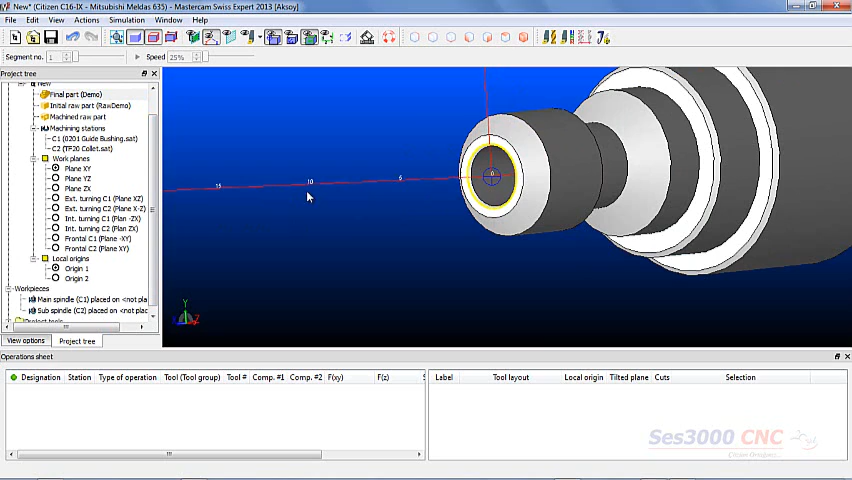 New* (Citizen C16-IX - Mitsubishi Meldas 635) - Mastercam Swiss Expert 2013 [Aksoy]
File Edit View Actions Simulation Window Help
Segment no. 1 Speed 25%
Project tree
New
Final part (Demo)
Initial raw part (RawDemo)
Machined raw part
Machining stations
C1 (0201 Guide Bushing.sat)
C2 (TF20 Collet.sat)
Work planes
Plane XY
Plane YZ
Plane ZX
Ext. turning C1 (Plane XZ)
Ext. turning C2 (Plane XZ)
Int. turning C1 (Plan -ZX)
Int. turning C2 (Plan ZX)
Frontal C1 (Plane -XY)
Frontal C2 (Plane XY)
Local origins
Origin 1
Origin 2
Workpieces
Main spindle (C1) placed on <not pla
Sub spindle (C2) placed on <not plac
Project tools
View options Project tree
15 10 5 0
Y
X Z
Operations sheet
Designation Station Type of operation Tool (Tool group) Tool # Comp. #1 Comp. #2 F(xy) F(z) S
Label Tool layout Local origin Tilted plane Cuts Selection
Ses3000 CNC